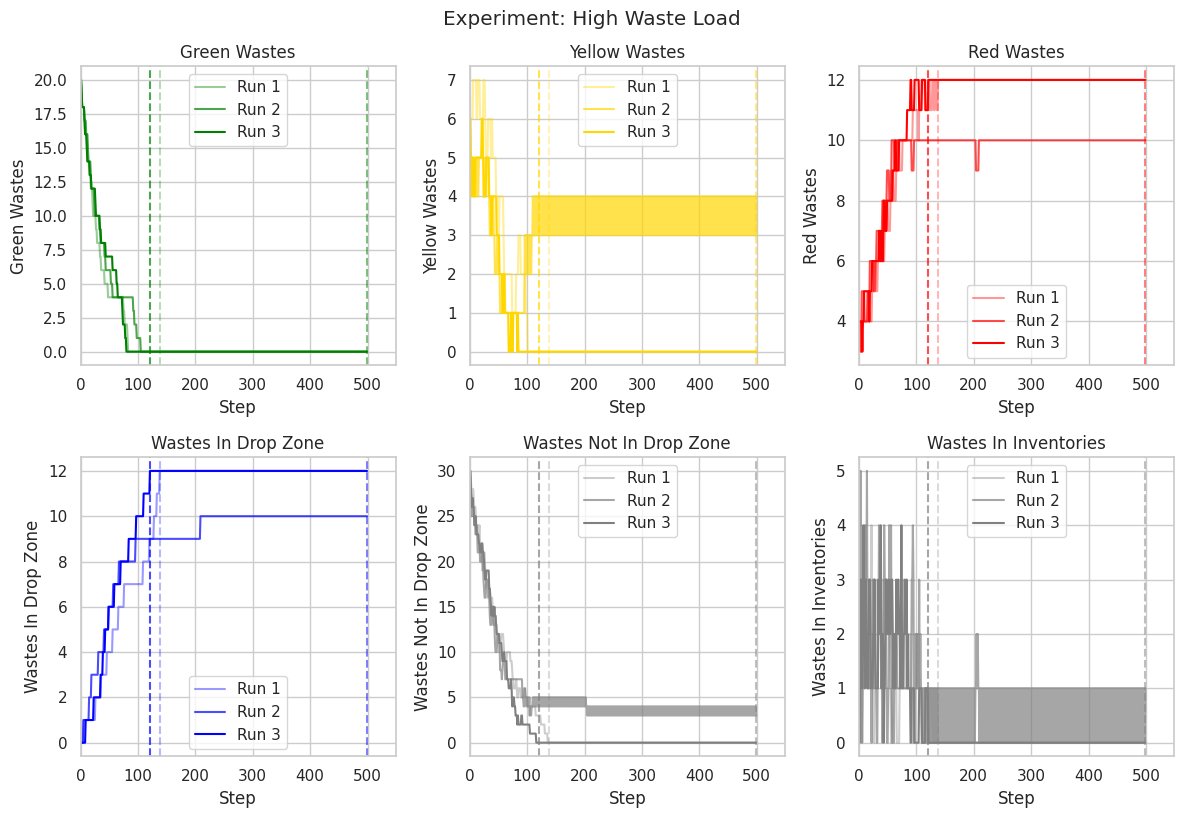 Experiment: High Waste Load
Green Wastes
Green Wastes
20.0
17.5
15.0
12.5
10.0
7.5
5.0
2.5
0.0
Run 1
Run 2
Run 3
0 100 200 300 400 500
Step
Yellow Wastes
Yellow Wastes
7
6
5
4
3
2
1
0
Run 1
Run 2
Run 3
0 100 200 300 400 500
Step
Red Wastes
Red Wastes
12
10
8
6
4
Run 1
Run 2
Run 3
0 100 200 300 400 500
Step
Wastes In Drop Zone
Wastes In Drop Zone
12
10
8
6
4
2
0
Run 1
Run 2
Run 3
0 100 200 300 400 500
Step
Wastes Not In Drop Zone
Wastes Not In Drop Zone
30
25
20
15
10
5
0
Run 1
Run 2
Run 3
0 100 200 300 400 500
Step
Wastes In Inventories
Wastes In Inventories
5
4
3
2
1
0
Run 1
Run 2
Run 3
0 100 200 300 400 500
Step